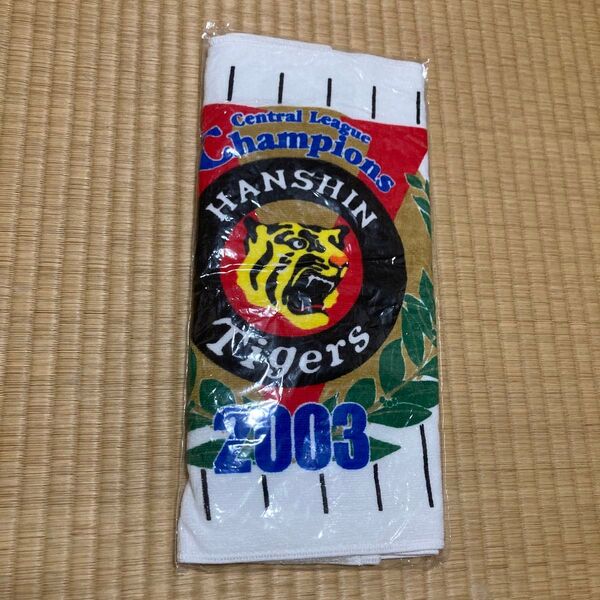 Central League
Champions
HANSHIN
Tigers
2003